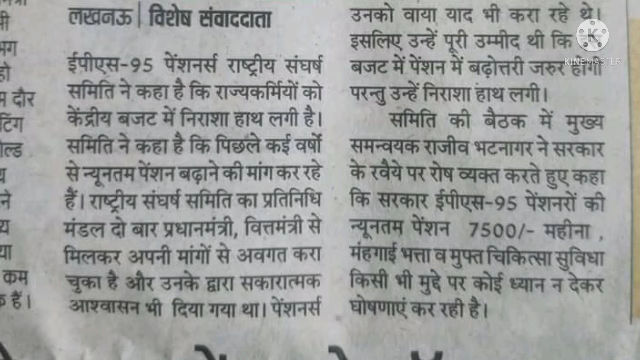 लखनऊ | विशेष संवाददाता
ईपीएस-95 पेंशनर्स राष्ट्रीय संघर्ष
समिति ने कहा है कि राज्यकर्मियों को
केंद्रीय बजट में निराशा हाथ लगी है।
समिति ने कहा है कि पिछले कई वर्षों
से न्यूनतम पेंशन बढ़ाने की मांग कर रहे
हैं। राष्ट्रीय संघर्ष समिति का प्रतिनिधि
मंडल दो बार प्रधानमंत्री, वित्तमंत्री से
मिलकर अपनी मांगों से अवगत करा
चुका है और उनके द्वारा सकारात्मक
आश्वासन भी दिया गया था। पेंशनर्स
उनको वाया याद भी करा रहे थे।
इसलिए उन्हें पूरी उम्मीद थी कि
बजट में पेंशन में बढ़ोत्तरी जरुर होगी
परन्तु उन्हें निराशा हाथ लगी।
समिति की बैठक में मुख्य
समन्वयक राजीव भटनागर ने सरकार
के रवैये पर रोष व्यक्त करते हुए कहा
कि सरकार ईपीएस-95 पेंशनरों की
न्यूनतम पेंशन 7500/- महीना ,
मंहगाई भत्ता व मुफ्त चिकित्सा सुविधा
किसी भी मुद्दे पर कोई ध्यान न देकर
घोषणाएं कर रही है।
KINEMASTER